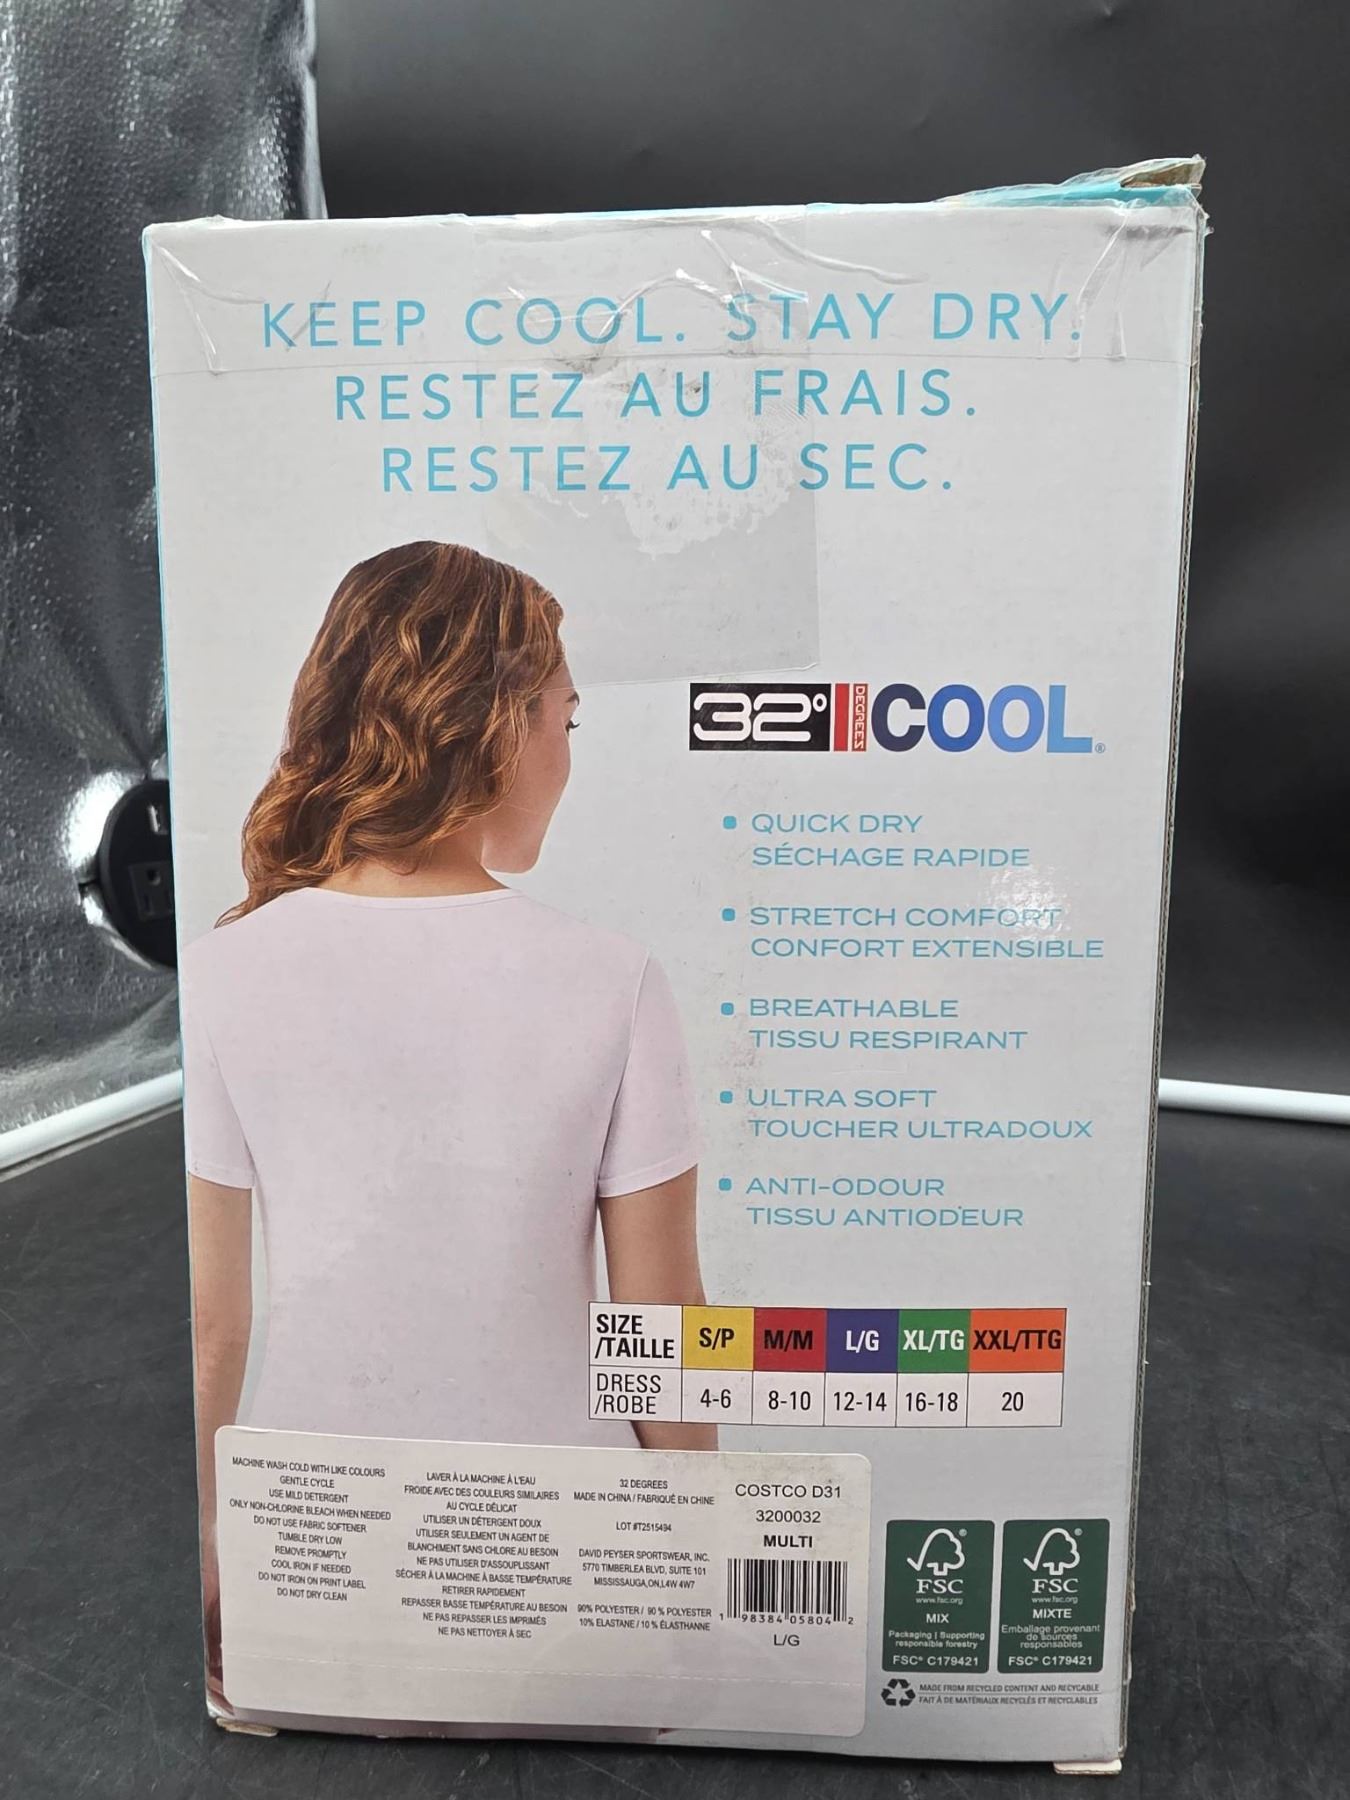 KEEP COOL. STAY DRY.
RESTEZ AU FRAIS.
RESTEZ AU SEC.
32° DEGREES COOL®
QUICK DRY
SÉCHAGE RAPIDE
STRETCH COMFORT
CONFORT EXTENSIBLE
BREATHABLE
TISSU RESPIRANT
ULTRA SOFT
TOUCHER ULTRADOUX
ANTI-ODOUR
TISSU ANTIODEUR
SIZE /TAILLE S/P M/M L/G XL/TG XXL/TTG
DRESS /ROBE 4-6 8-10 12-14 16-18 20
MACHINE WASH COLD WITH LIKE COLOURS
GENTLE CYCLE
USE MILD DETERGENT
ONLY NON-CHLORINE BLEACH WHEN NEEDED
DO NOT USE FABRIC SOFTENER
TUMBLE DRY LOW
REMOVE PROMPTLY
COOL IRON IF NEEDED
DO NOT IRON ON PRINT LABEL
DO NOT DRY CLEAN
LAVER À LA MACHINE À L'EAU
FROIDE AVEC DES COULEURS SIMILAIRES
AU CYCLE DÉLICAT
UTILISER UN DÉTERGENT DOUX
UTILISER SEULEMENT UN AGENT DE
BLANCHIMENT SANS CHLORE AU BESOIN
NE PAS UTILISER D'ASSOUPLISSANT
SÉCHER À LA MACHINE À BASSE TEMPÉRATURE
RETIRER RAPIDEMENT
REPASSER BASSE TEMPÉRATURE AU BESOIN
NE PAS REPASSER LES IMPRIMÉS
NE PAS NETTOYER À SEC
32 DEGREES
MADE IN CHINA / FABRIQUÉ EN CHINE
LOT #T2515494
DAVID PEYSER SPORTSWEAR, INC.
5770 TIMBERLEA BLVD, SUITE 101
MISSISSAUGA,ON,L4W 4W7
90% POLYESTER / 90 % POLYESTER
10% ELASTANE / 10 % ÉLASTHANNE
COSTCO D31
3200032
MULTI
1 98384 05804 2
L/G
FSC®
www.fsc.org
MIX
Packaging | Supporting
responsible forestry
FSC® C179421
FSC®
www.fsc.org
MIXTE
Emballage provenant
de sources
responsables
FSC® C179421
MADE FROM RECYCLED CONTENT AND RECYCABLE
FAIT À DE MATÉRIAUX RECYCLÉS ET RECYCLABLES